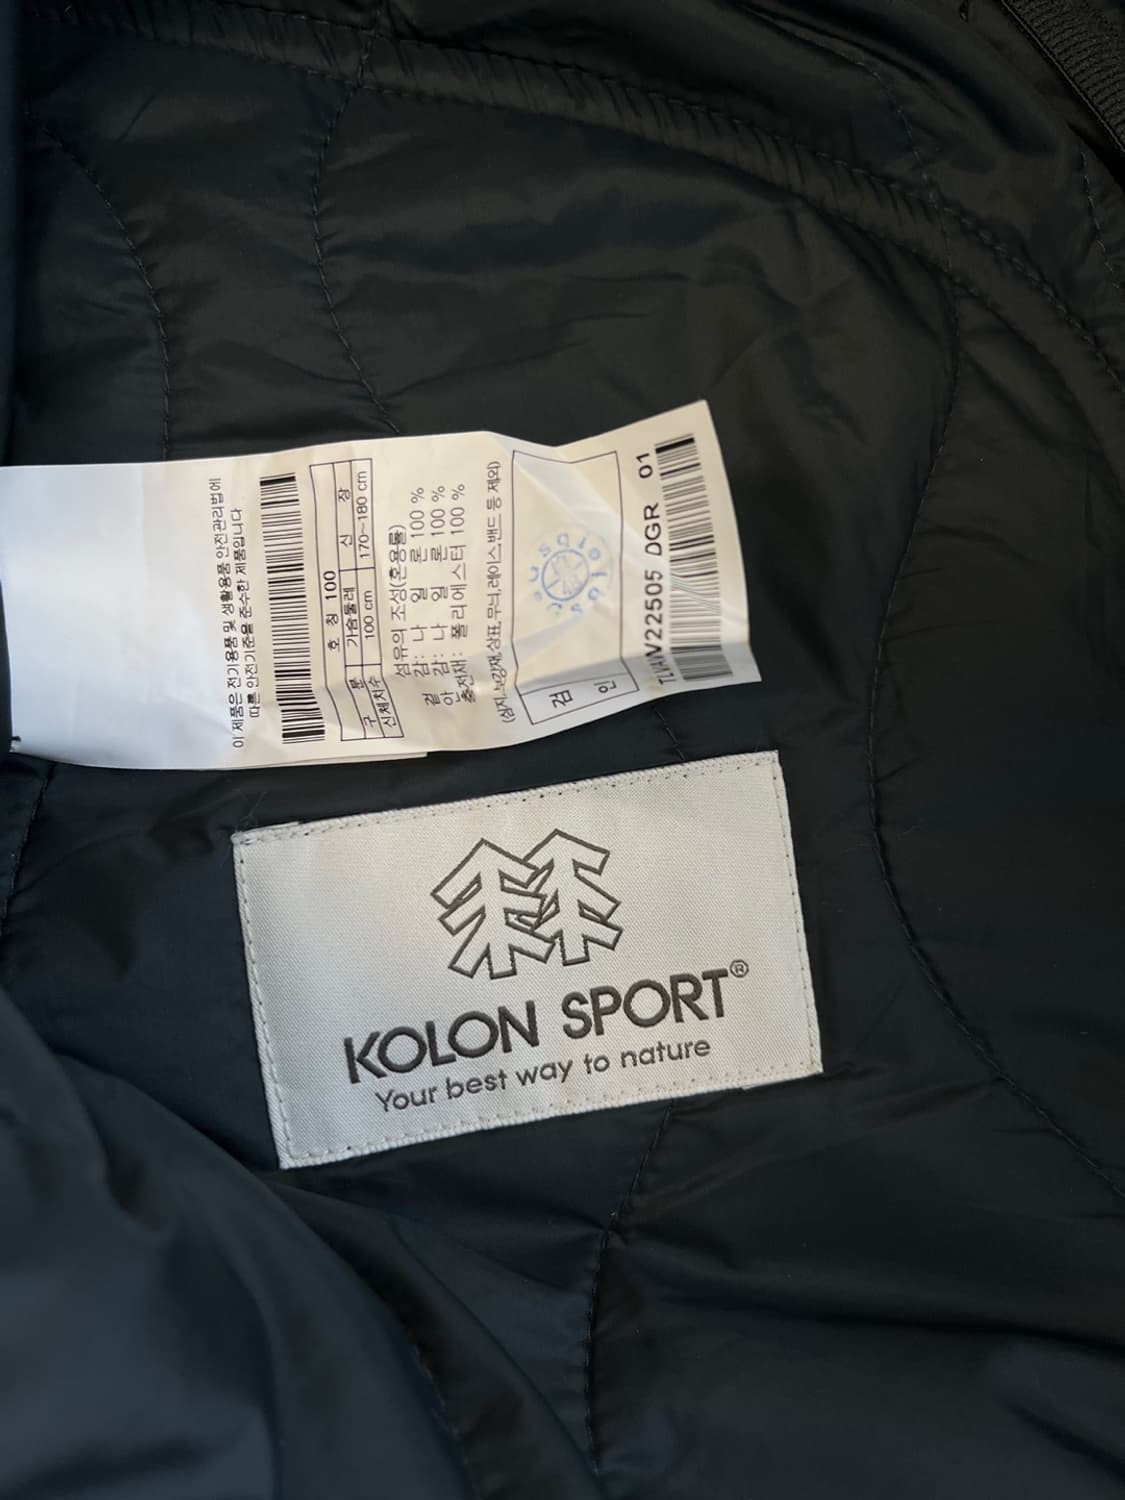 이 제품은 전기용품 및 생활용품 안전관리법에
따른 안전기준을 준수한 제품입니다
호 칭 100
구 분 가슴둘레 신 장
신체치수 100 cm 170~180 cm
섬유의 조성(혼용률)
겉 감: 나 일 론 100 %
안 감: 나 일 론 100 %
충전재: 폴리에스터 100 %
(심지,보강재,상표,무늬,레이스,밴드 등 제외)
검 인
V22505 DGR 01
KOLON SPORT®
Your best way to nature